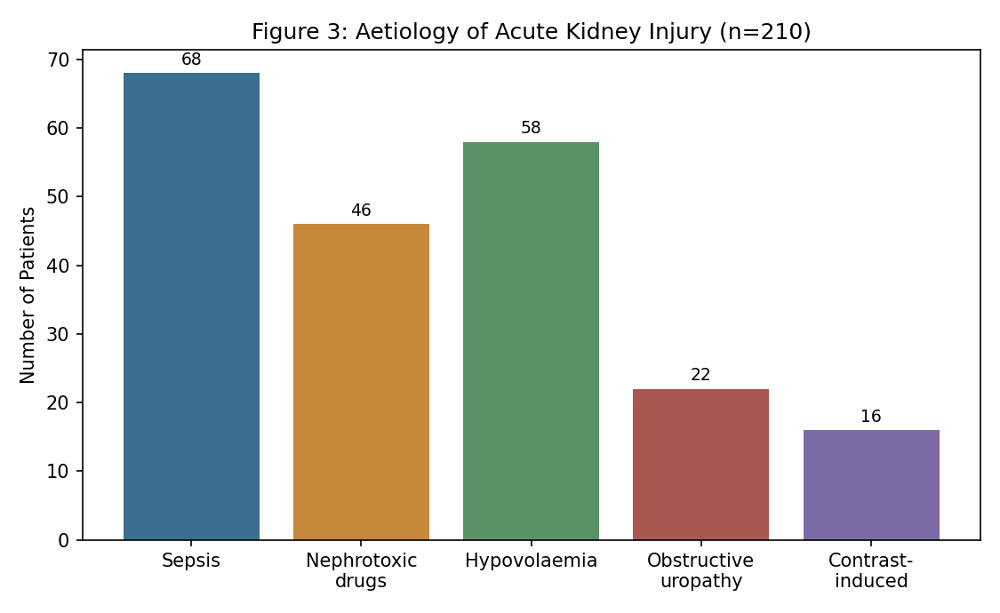 Figure 3: Aetiology of Acute Kidney Injury (n=210)
Number of Patients
70
60
50
40
30
20
10
0
68
46
58
22
16
Sepsis
Nephrotoxic
drugs
Hypovolaemia
Obstructive
uropathy
Contrast-
induced